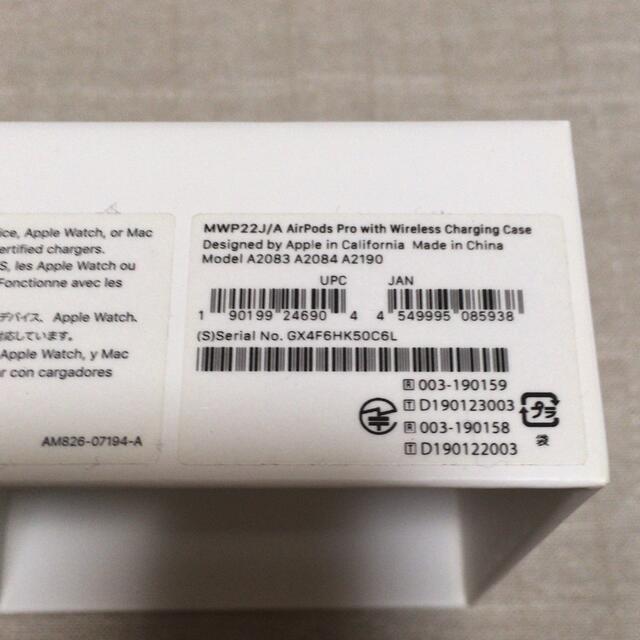 ice, Apple Watch, or Mac
ertified chargers.
S, les Apple Watch ou
Fonctionne avec les
デバイス、Apple Watch.
対応しています。
Apple Watch, y Mac
ar con cargadores
AM826-07194-A
MWP22J/A AirPods Pro with Wireless Charging Case
Designed by Apple in California Made in China
Model A2083 A2084 A2190
UPC JAN
1 90199 24690 4 4 549995 085938
(S)Serial No. GX4F6HK50C6L
R 003-190159
T D190123003
R 003-190158
T D190122003
プラ
袋